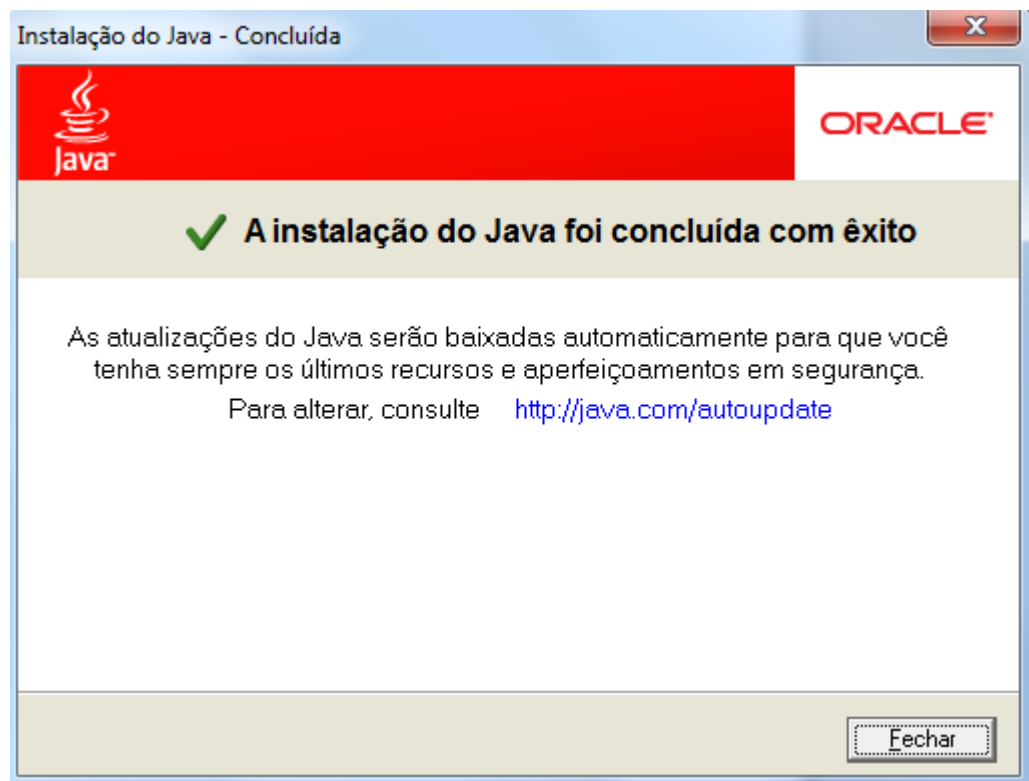 Instalação do Java - Concluída
X
Java™
ORACLE®
A instalação do Java foi concluída com êxito
As atualizações do Java serão baixadas automaticamente para que você
tenha sempre os últimos recursos e aperfeiçoamentos em segurança.
Para alterar, consulte http://java.com/autoupdate
Fechar